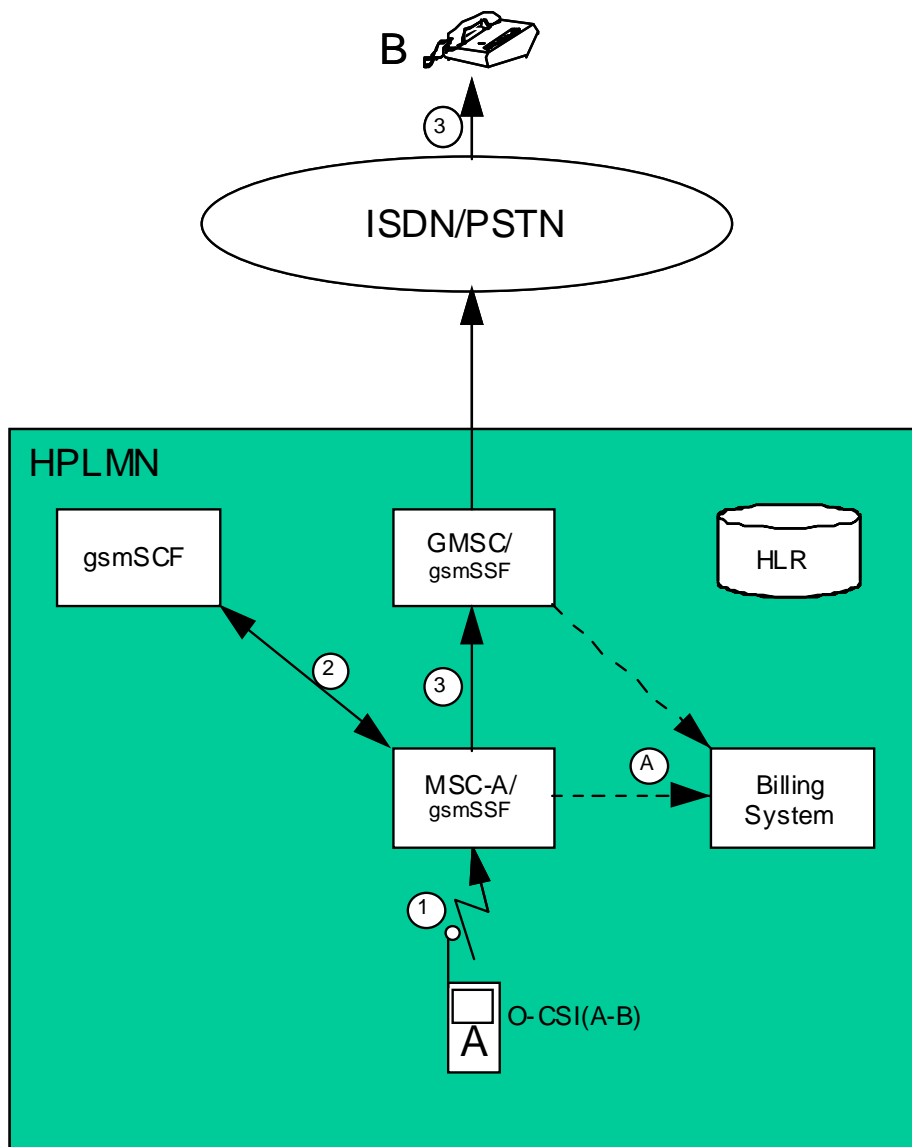 B
3
ISDN/PSTN
HPLMN
gsmSCF
GMSC/
gsmSSF
HLR
2
3
MSC-A/
gsmSSF
A
Billing
System
1
O-CSI(A-B)
A